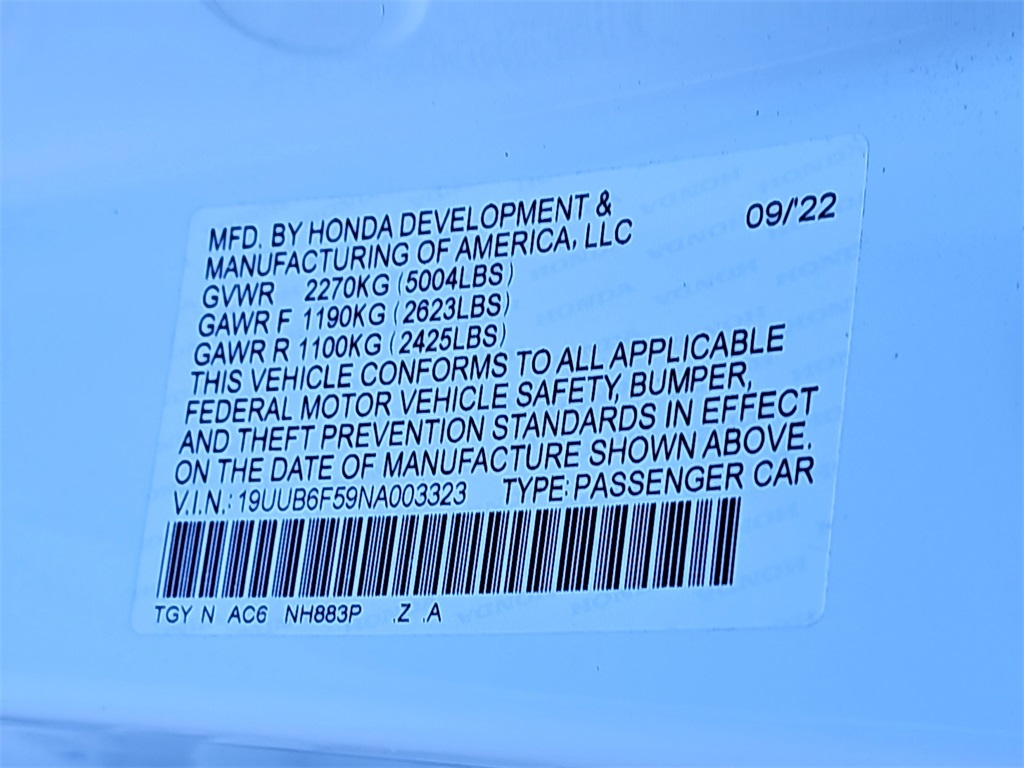 MFD. BY HONDA DEVELOPMENT & 09/'22
MANUFACTURING OF AMERICA, LLC
GVWR 2270KG (5004LBS)
GAWR F 1190KG (2623LBS)
GAWR R 1100KG (2425LBS)
THIS VEHICLE CONFORMS TO ALL APPLICABLE
FEDERAL MOTOR VEHICLE SAFETY, BUMPER,
AND THEFT PREVENTION STANDARDS IN EFFECT
ON THE DATE OF MANUFACTURE SHOWN ABOVE.
V.I.N.: 19UUB6F59NA003323 TYPE: PASSENGER CAR
TGY N AC6 NH883P .Z .A